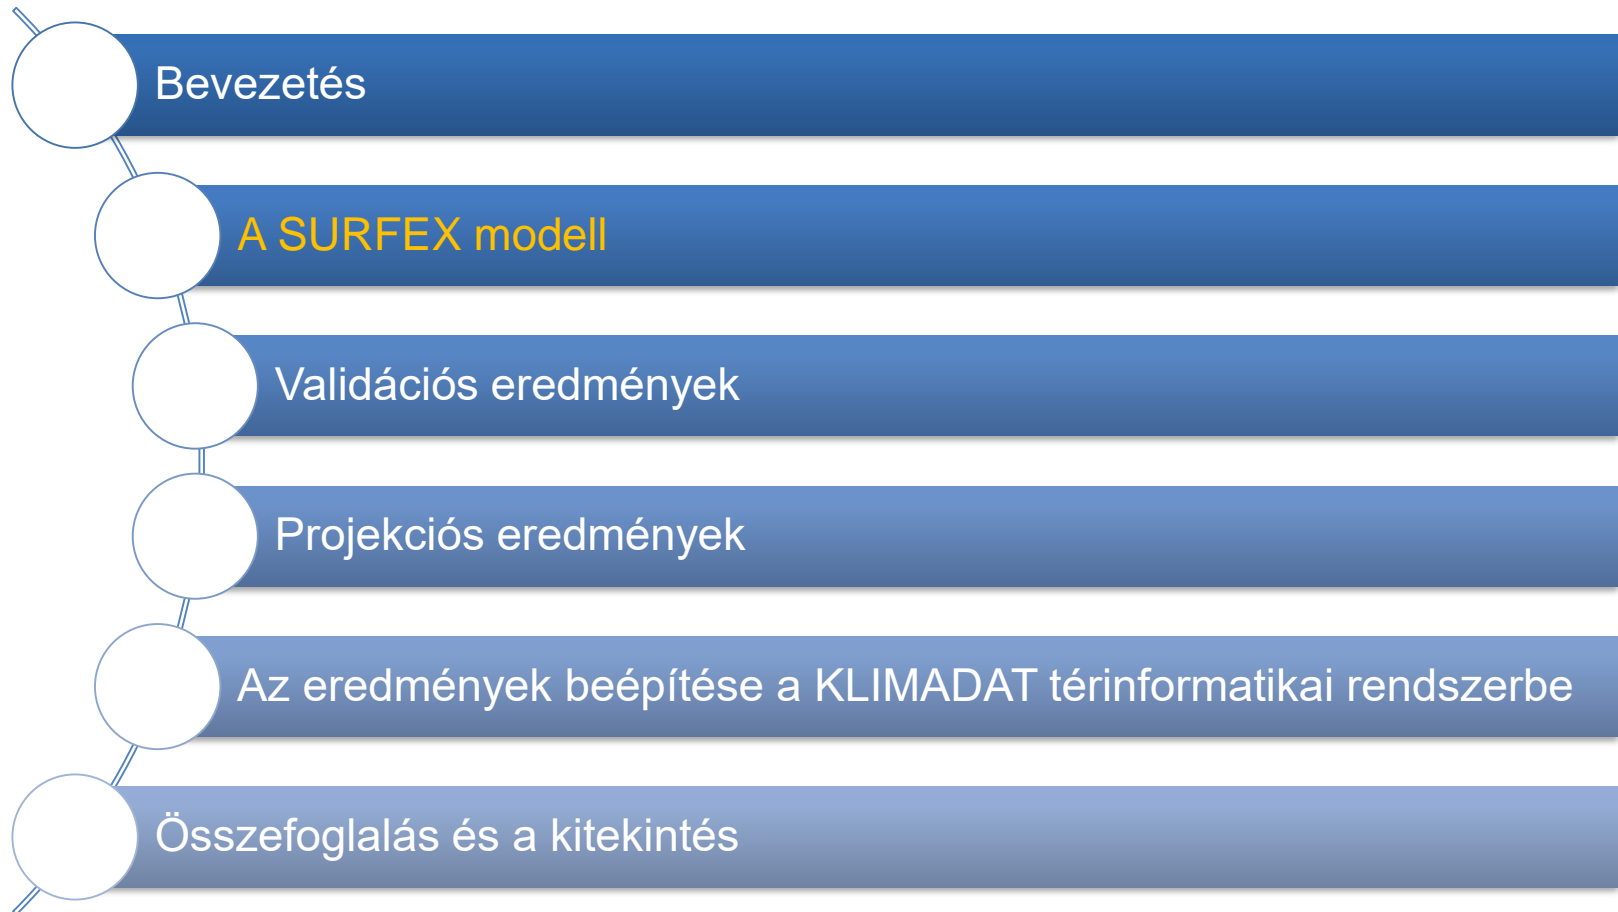 Bevezetés
A SURFEX modell
Validációs eredmények
Projekciós eredmények
Az eredmények beépítése a KLIMADAT térinformatikai rendszerbe
Összefoglalás és a kitekintés